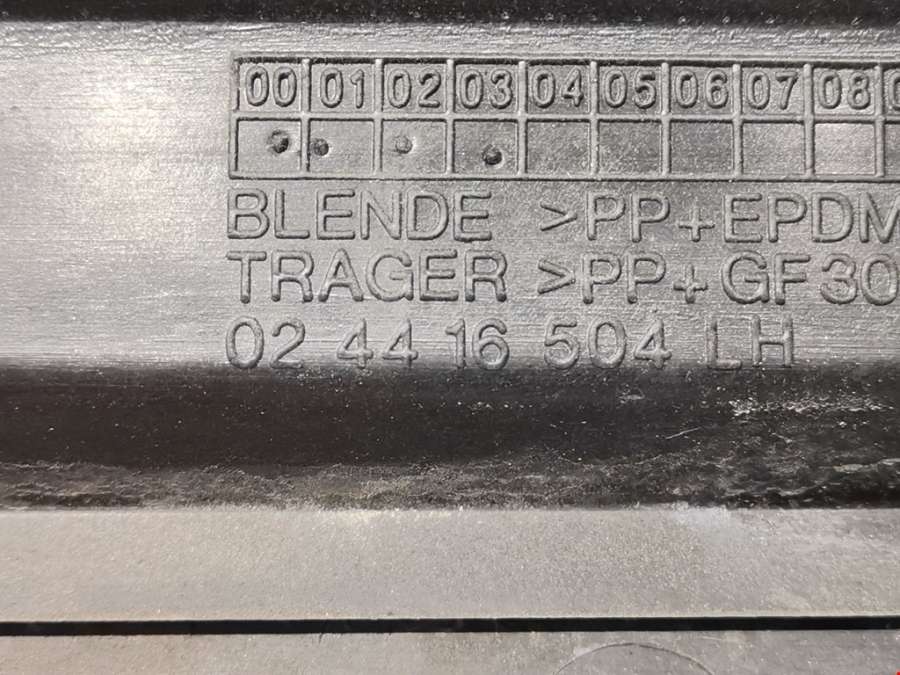 00 01 02 03 04 05 06 07 08
BLENDE >PP+EPDM
TRAGER >PP+GF30
02 44 16 504 LH